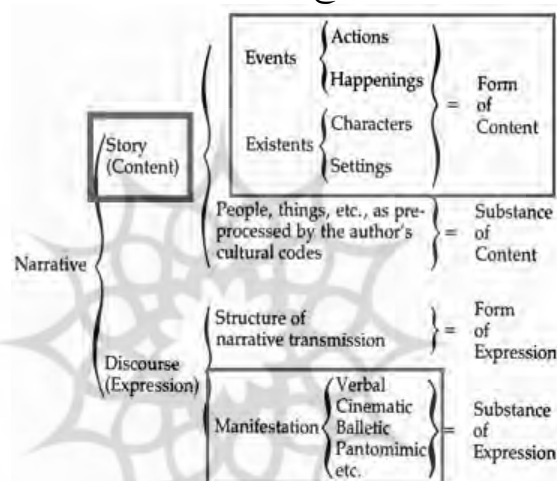 Actions
Events
Happenings
= Form of Content
Characters
Existents
Settings
Story
(Content)
People, things, etc., as pre-
processed by the author's
cultural codes
= Substance of Content
Narrative
Structure of
narrative transmission
= Form of Expression
Discourse
(Expression)
Verbal
Cinematic
Manifestation
Balletic
Pantomimic
etc.
= Substance of Expression